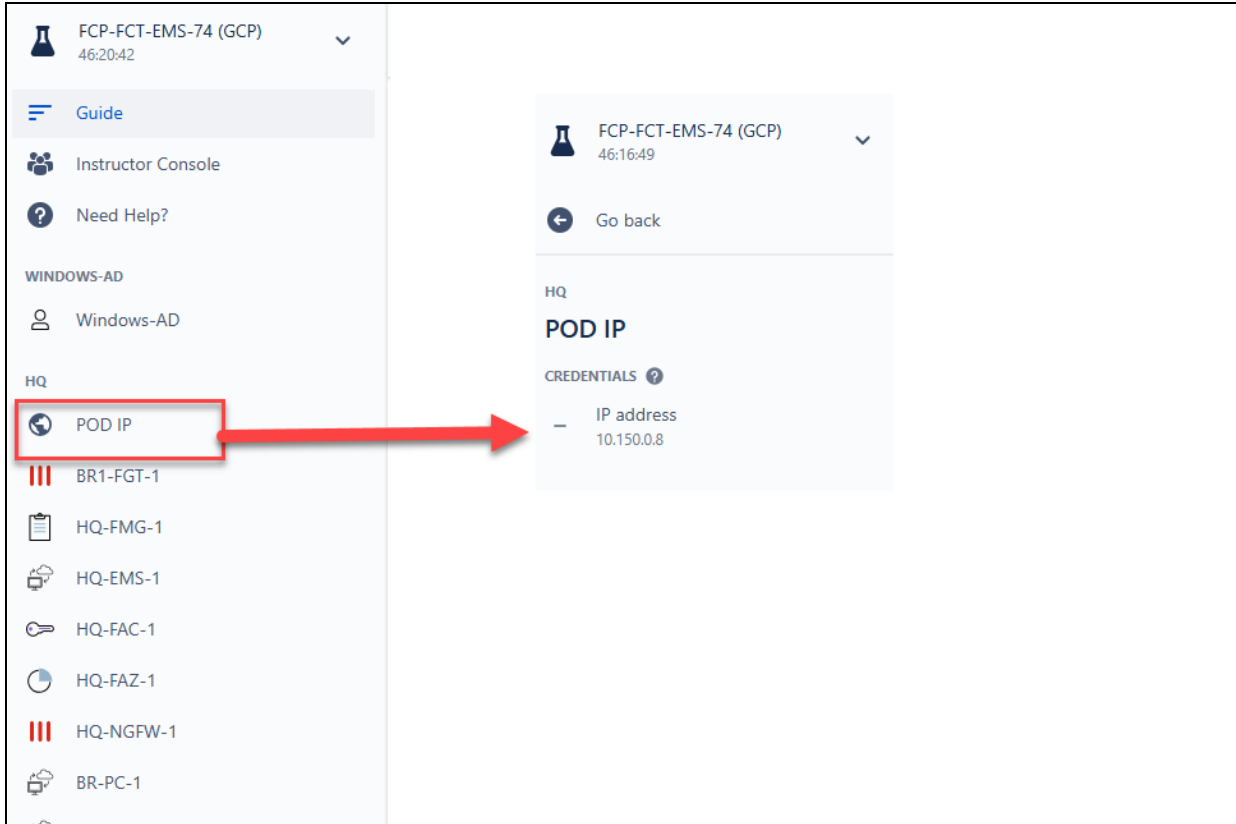 FCP-FCT-EMS-74 (GCP)
46:20:42
Guide
Instructor Console
Need Help?
WINDOWS-AD
Windows-AD
HQ
POD IP
BR1-FGT-1
HQ-FMG-1
HQ-EMS-1
HQ-FAC-1
HQ-FAZ-1
HQ-NGFW-1
BR-PC-1
FCP-FCT-EMS-74 (GCP)
46:16:49
Go back
HQ
POD IP
CREDENTIALS
IP address
10.150.0.8